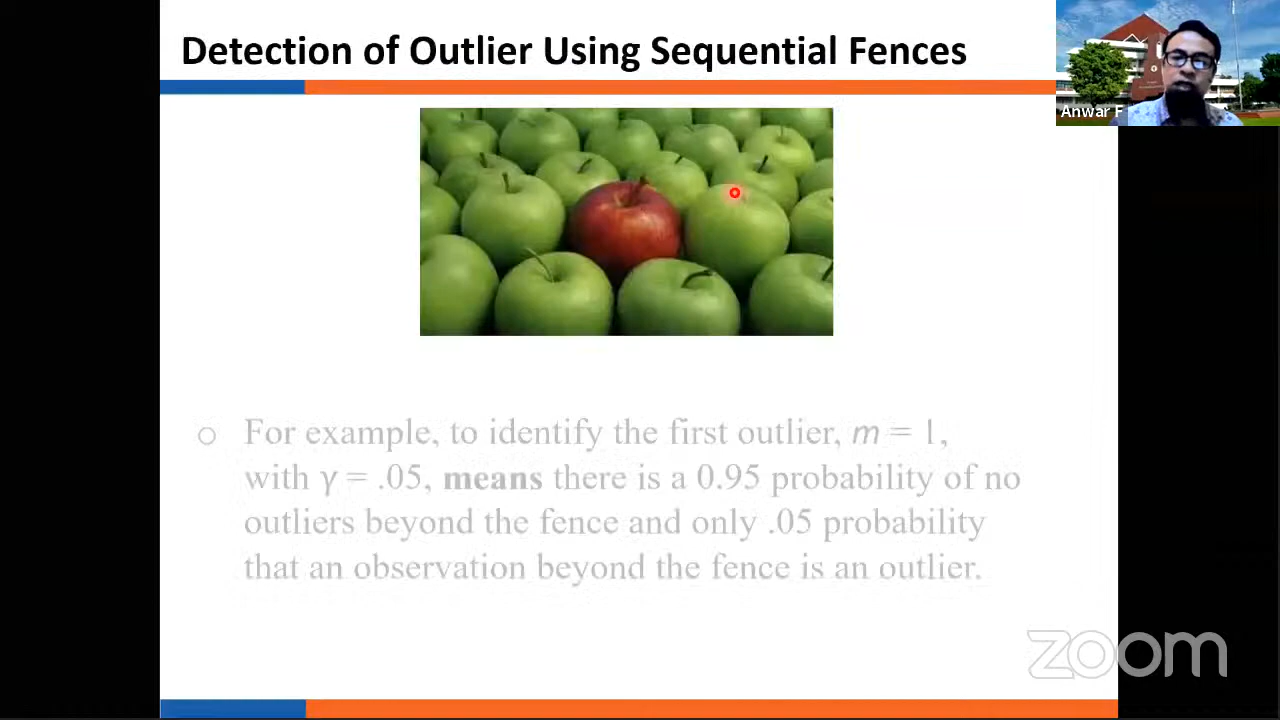 Detection of Outlier Using Sequential Fences
Anwar F
For example, to identify the first outlier, m = 1,
with γ = .05, means there is a 0.95 probability of no
outliers beyond the fence and only .05 probability
that an observation beyond the fence is an outlier.
zoom